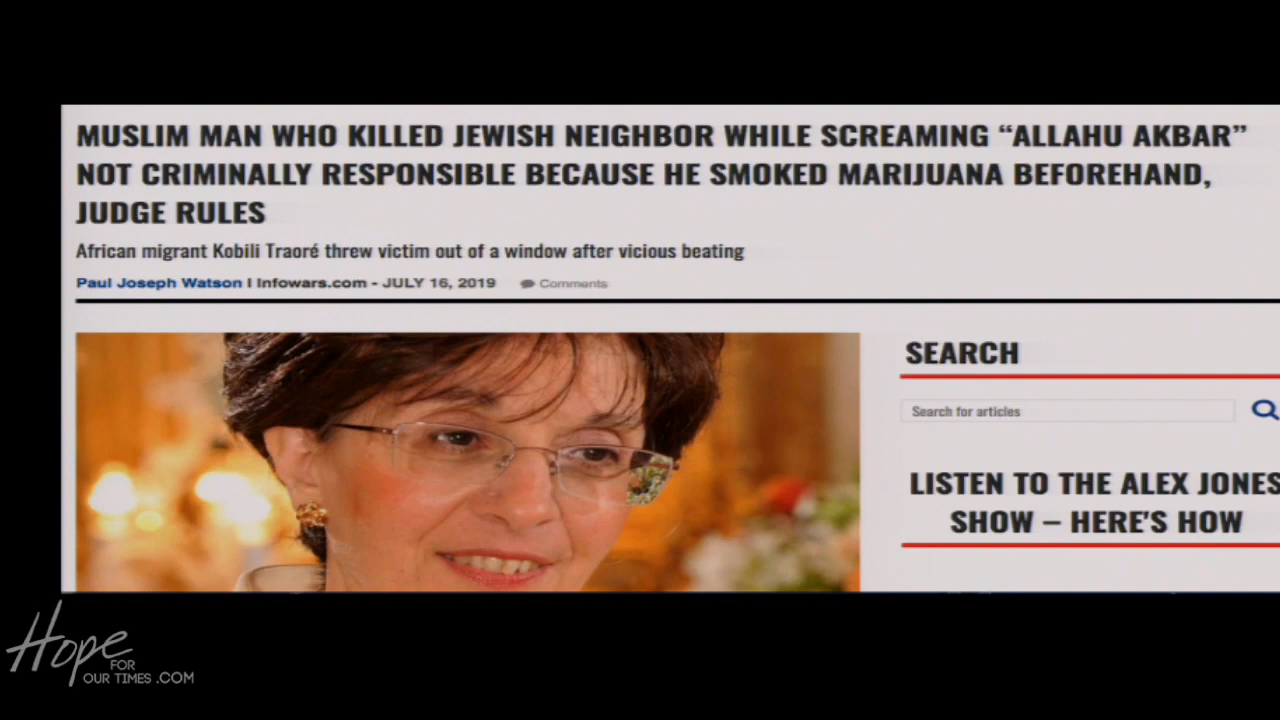 MUSLIM MAN WHO KILLED JEWISH NEIGHBOR WHILE SCREAMING “ALLAHU AKBAR”
NOT CRIMINALLY RESPONSIBLE BECAUSE HE SMOKED MARIJUANA BEFOREHAND,
JUDGE RULES
African migrant Kobili Traoré threw victim out of a window after vicious beating
Paul Joseph Watson I Infowars.com - JULY 16, 2019 Comments
SEARCH
Search for articles
LISTEN TO THE ALEX JONES
SHOW – HERE'S HOW
Hope
FOR
OUR TIMES .COM